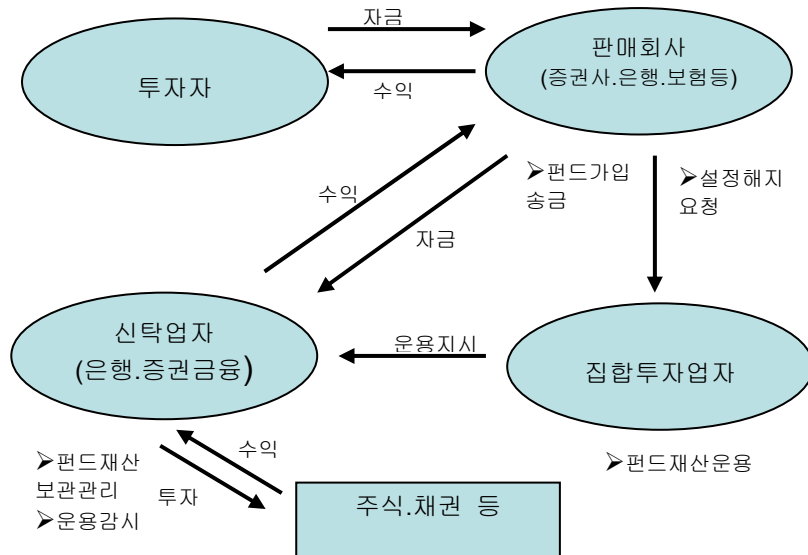 자금
투자자
판매회사
(증권사.은행.보험등)
수익
수익
➢펀드가입
송금
➢설정해지
요청
자금
신탁업자
(은행.증권금융)
운용지시
집합투자업자
➢펀드재산
보관관리
➢운용감시
수익
투자
➢펀드재산운용
주식.채권 등